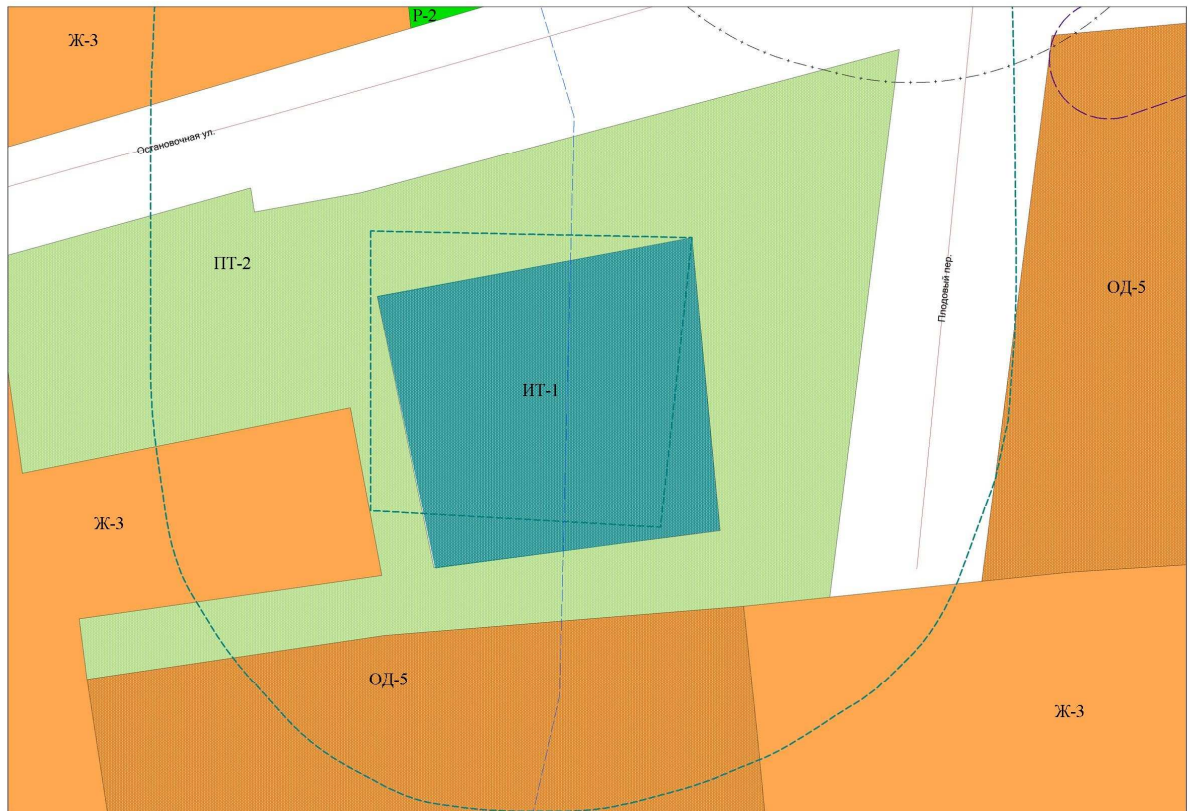 Р-2
Ж-3
Остановочная ул.
ПТ-2
Плодовый пер.
ОД-5
ИТ-1
Ж-3
ОД-5
Ж-3